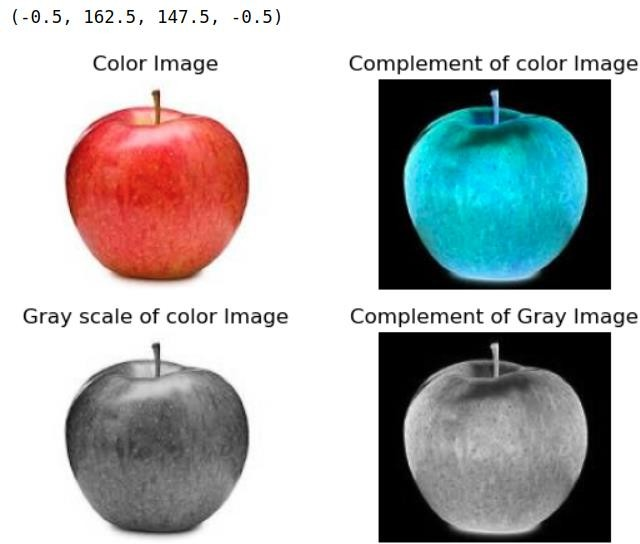 (-0.5, 162.5, 147.5, -0.5)
Color Image
Complement of color Image
Gray scale of color Image
Complement of Gray Image